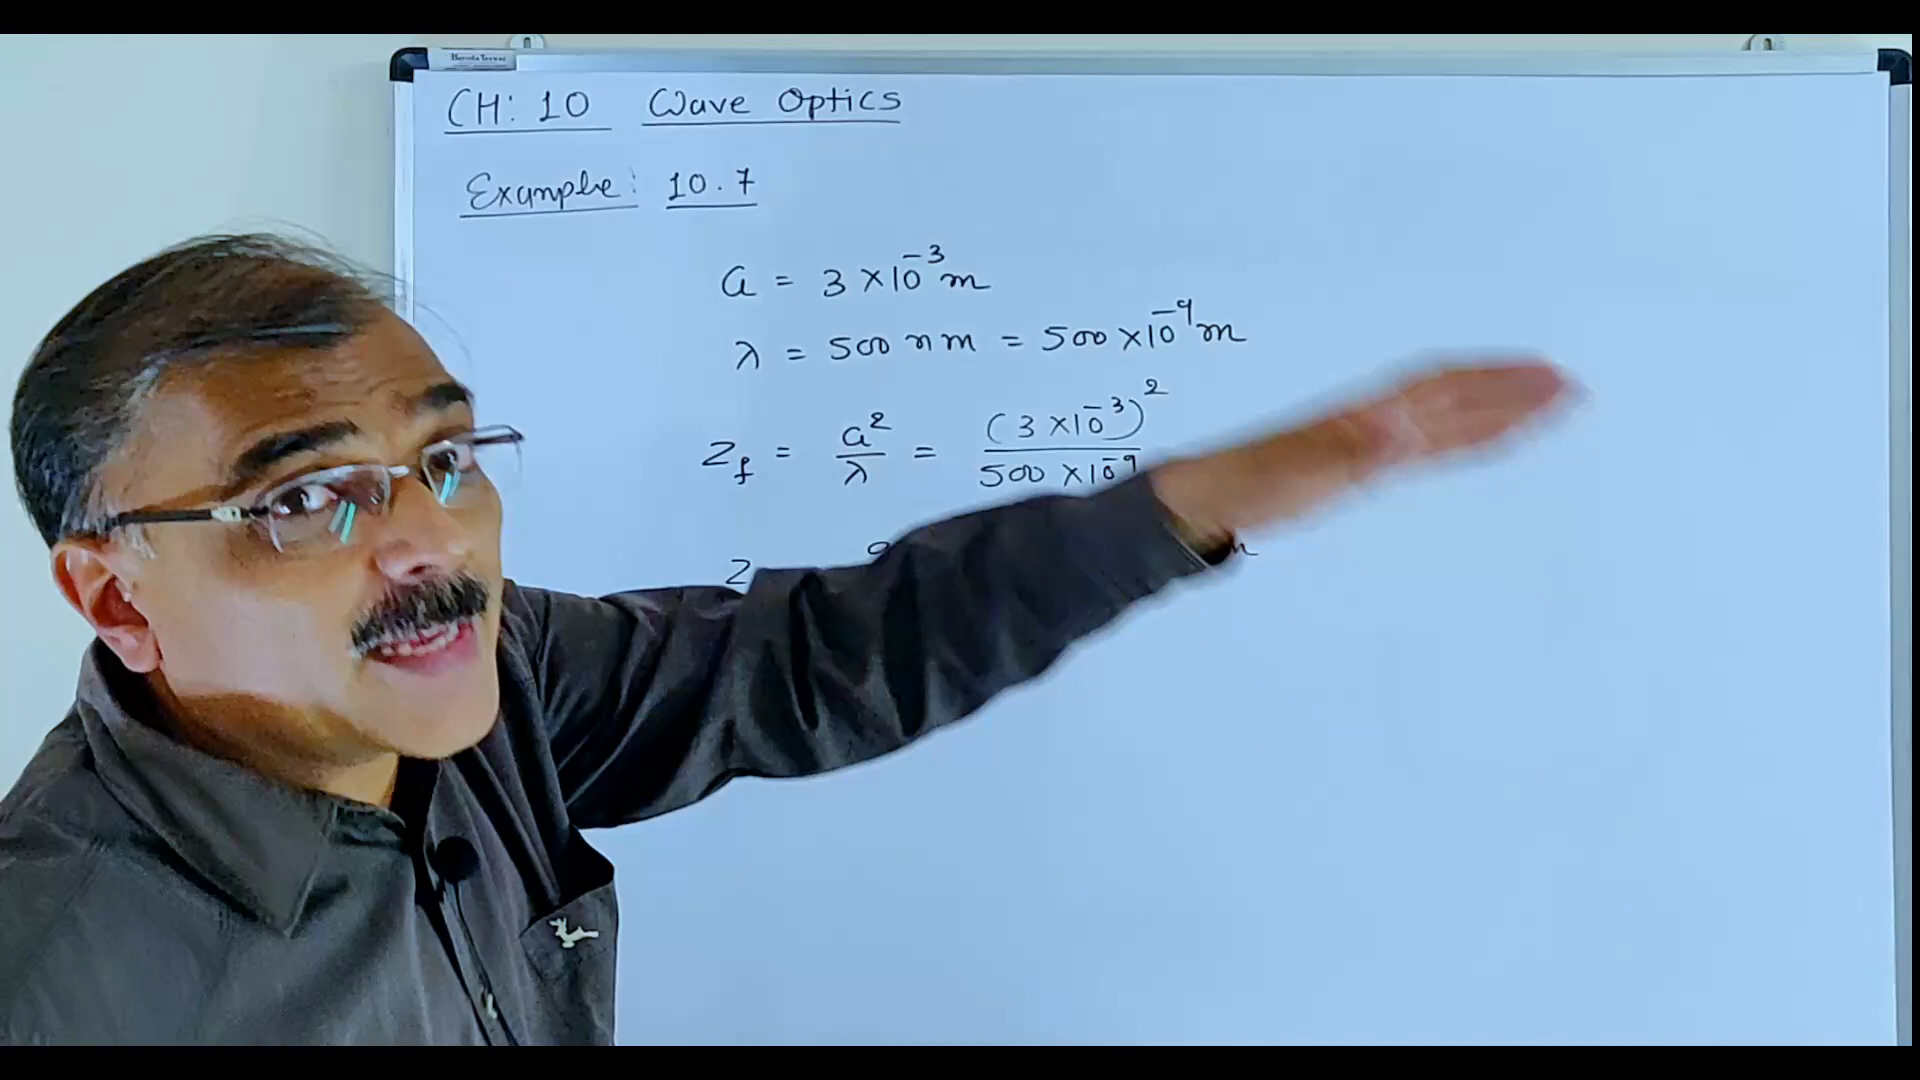 CH: 10 Wave Optics
Example: 10.7
a = 3 × 10⁻³ m
λ = 500 nm = 500 × 10⁻⁹ m
Z_f = a²/λ = (3 × 10⁻³)² / 500 × 10⁻⁹
Z